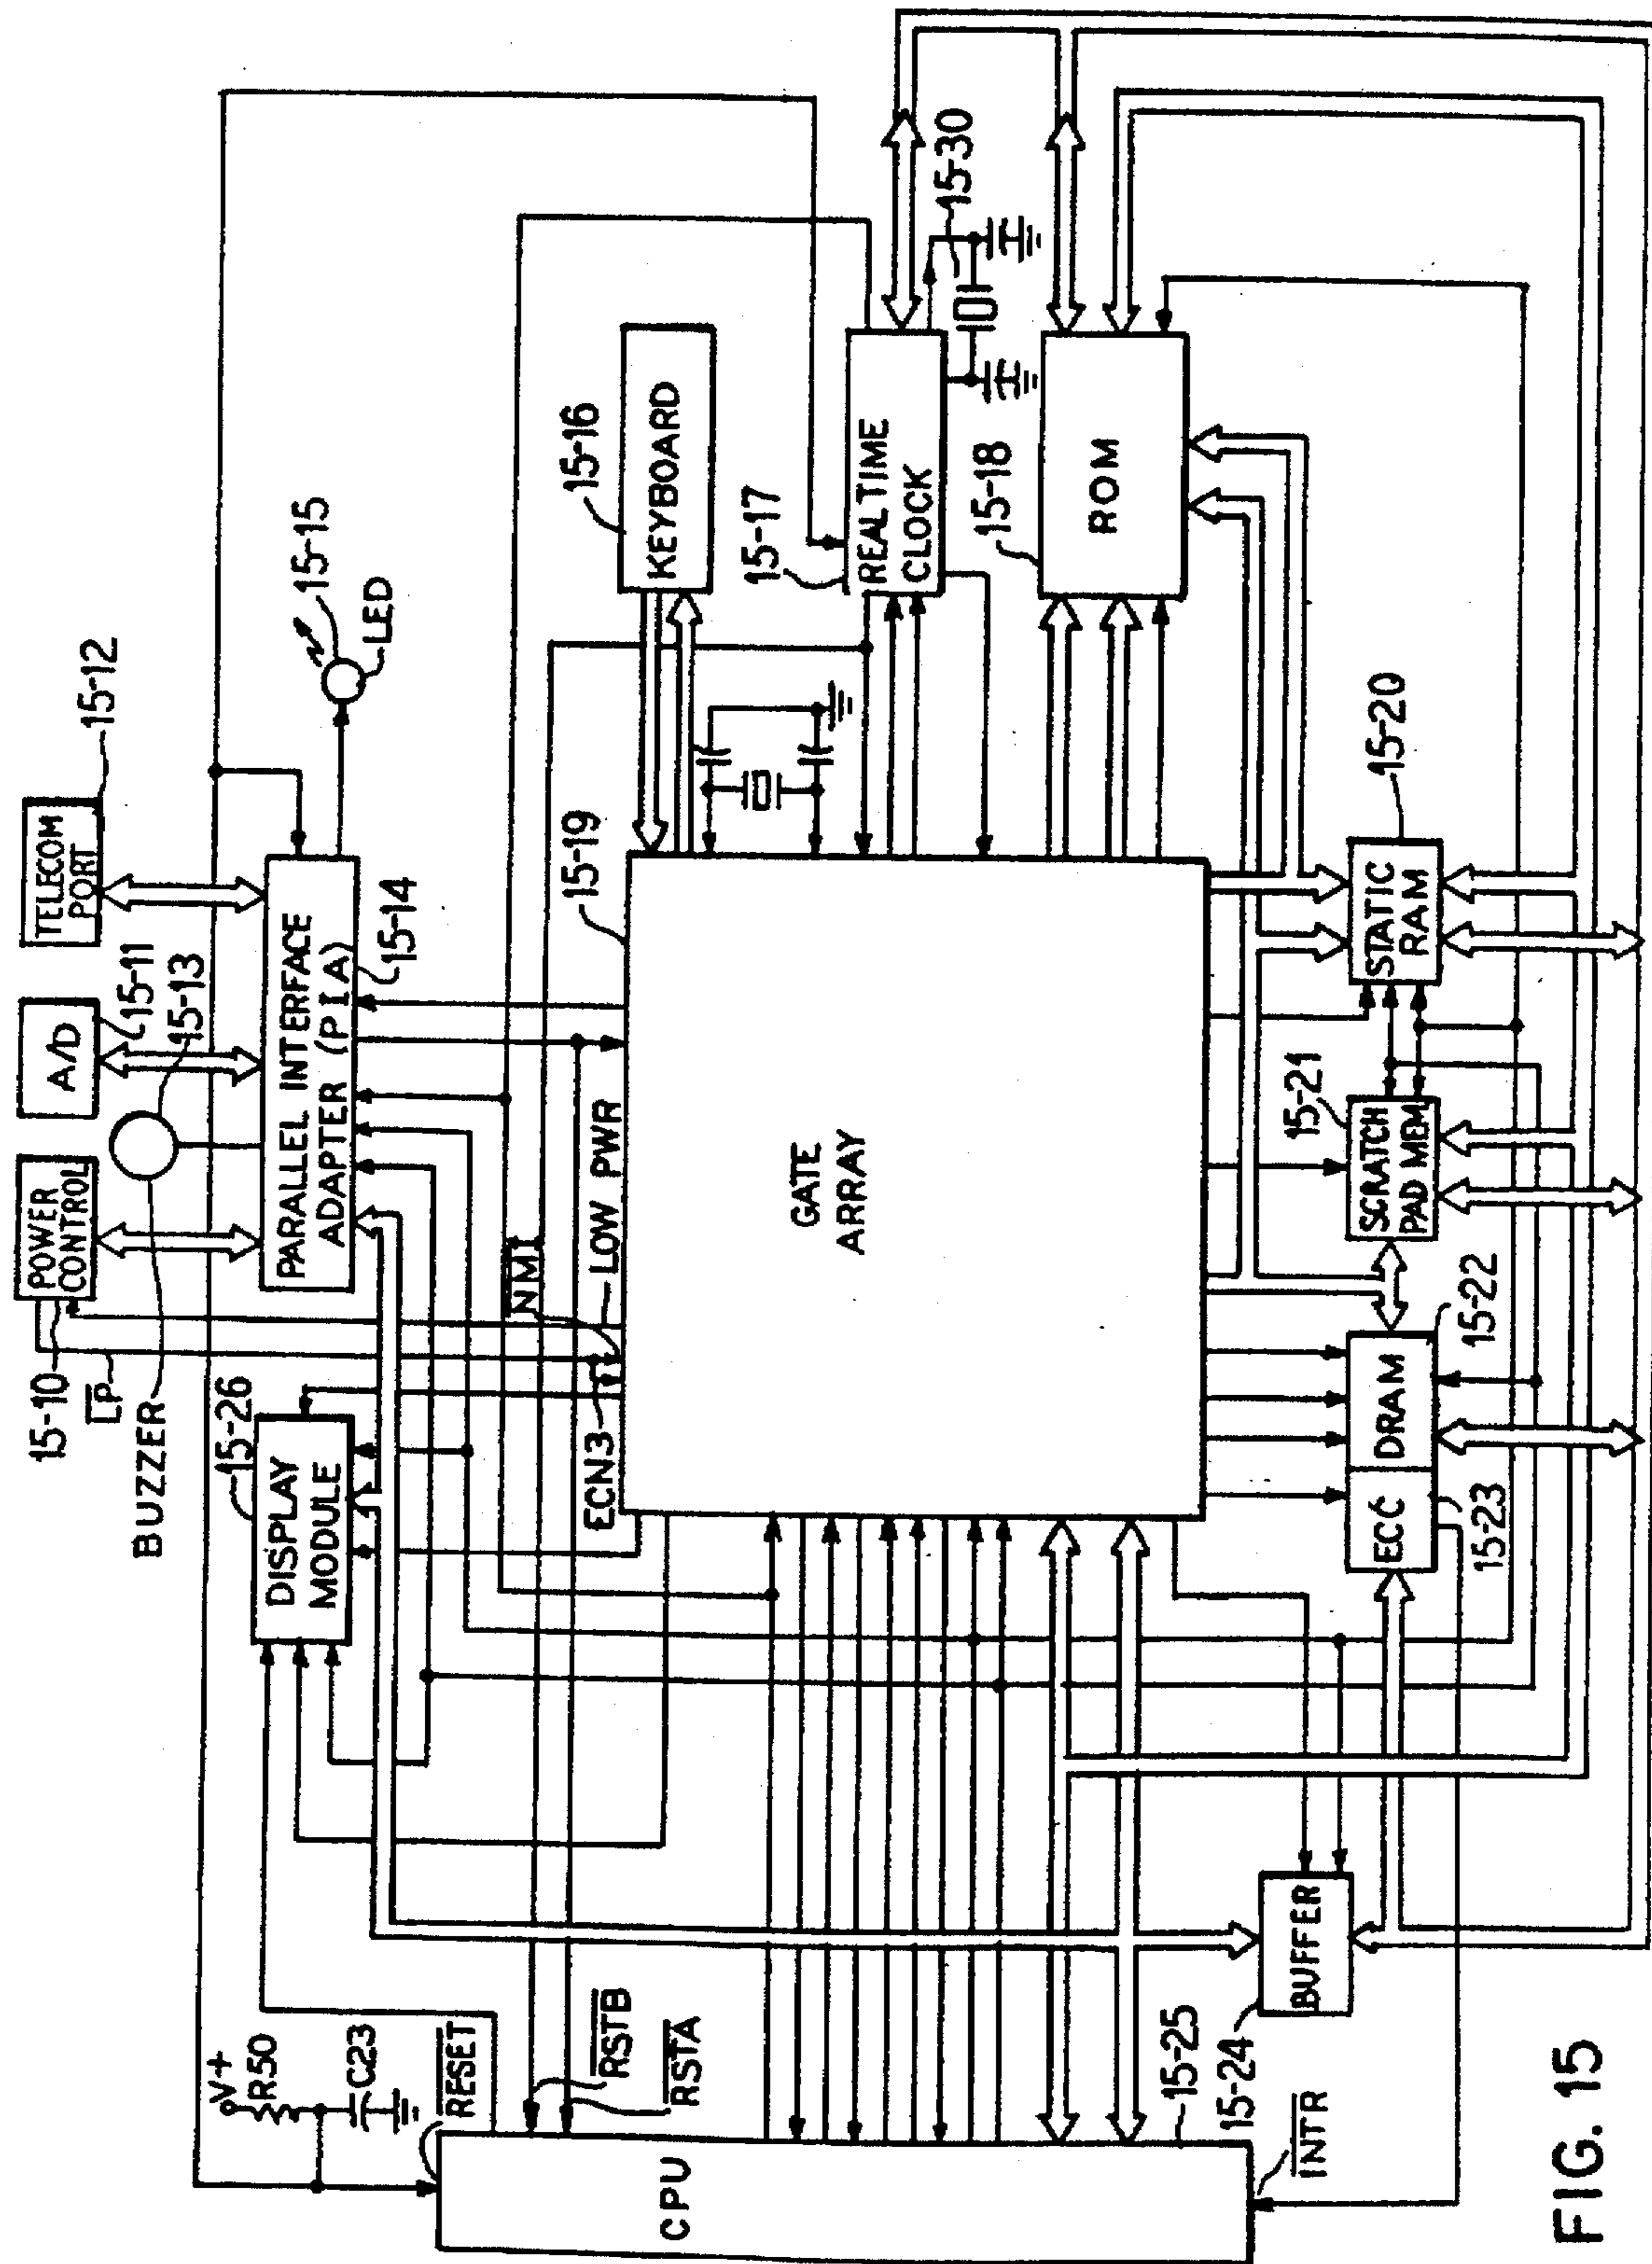 POWER
CONTROL
15-10
LP
BUZZER
15-13
A/D
15-11
TELECOM
PORT
15-12
PARALLEL INTERFACE
ADAPTER (PIA)
15-14
15-15
LED
DISPLAY
MODULE
15-26
V+
R50
C23
RESET
CPU
RSTB
RSTA
15-25
INTR
ECN3
NMI
LOW PWR
GATE
ARRAY
15-19
KEYBOARD
15-16
REAL TIME
CLOCK
15-17
15-30
ROM
15-18
BUFFER
15-24
ECC
15-23
DRAM
15-22
SCRATCH
PAD MEM
15-21
STATIC
RAM
15-20
FIG. 15